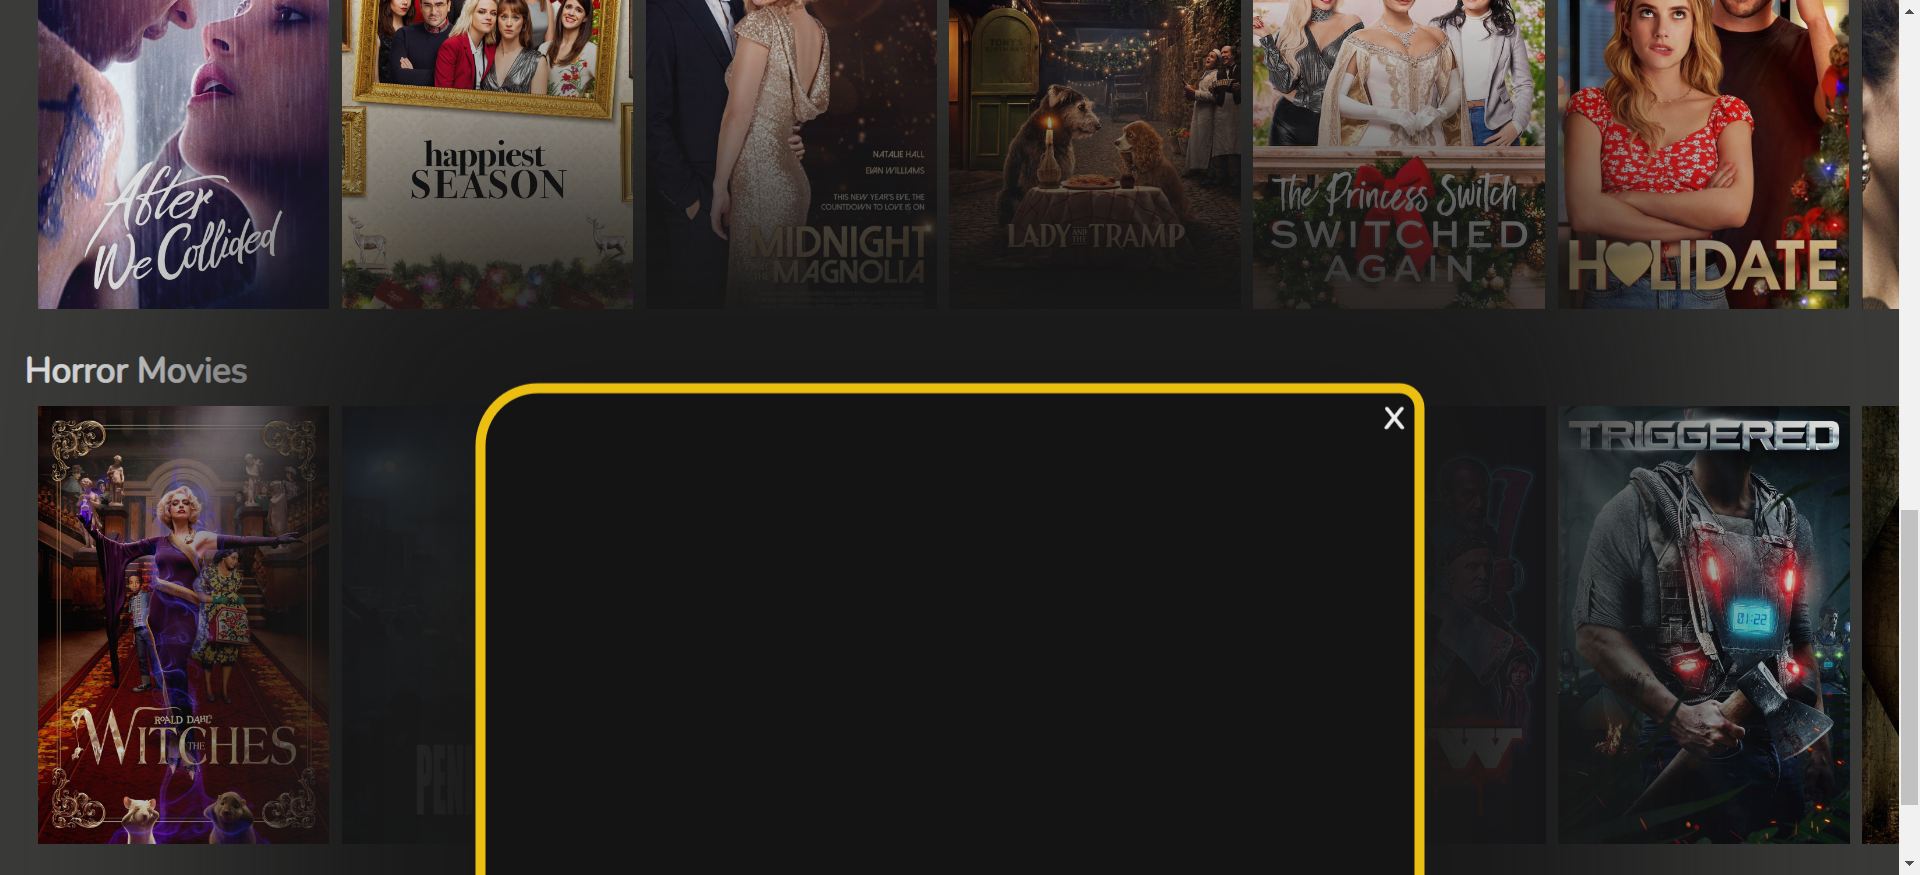 After
We Collided
happiest
SEASON
NATALIE HALL
EVAN WILLIAMS
THIS NEW YEAR'S EVE, THE
COUNTDOWN TO LOVE IS ON
MIDNIGHT
AT THE MAGNOLIA
LADY AND THE TRAMP
The Princess Switch
SWITCHED
AGAIN
HOLIDATE
Horror Movies
X
ROALD DAHL'S
THE WITCHES
PENI
W
TRIGGERED
01:22